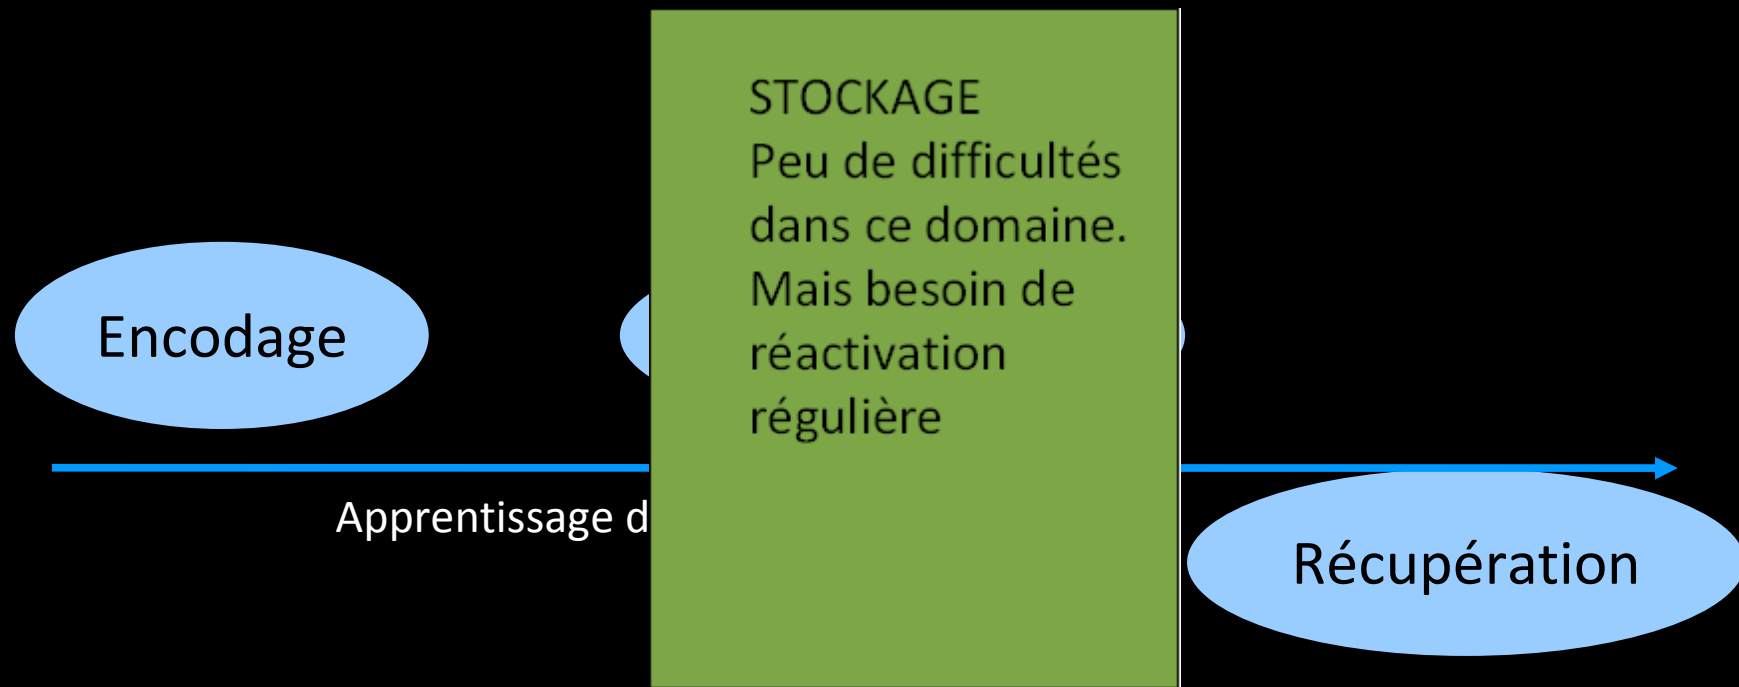 STOCKAGE
Peu de difficultés
dans ce domaine.
Mais besoin de
réactivation
régulière
Encodage
Apprentissage d
Récupération